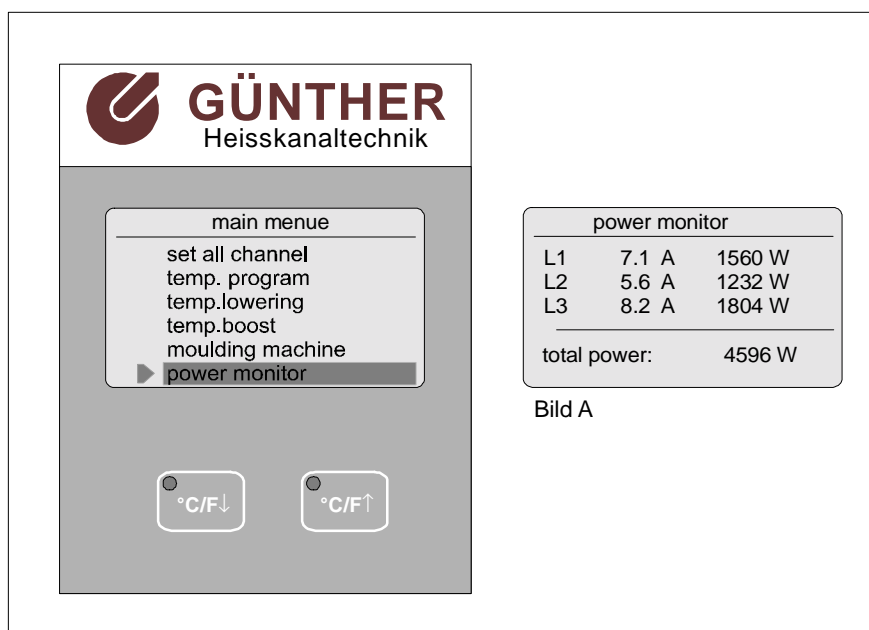 GÜNTHER
Heisskanaltechnik
main menue
set all channel
temp. program
temp.lowering
temp.boost
moulding machine
power monitor
°C/F↓ °C/F↑
power monitor
L1 7.1 A 1560 W
L2 5.6 A 1232 W
L3 8.2 A 1804 W
total power: 4596 W
Bild A